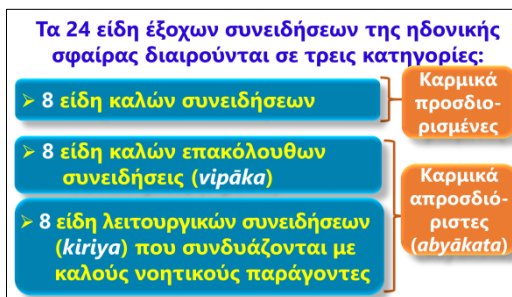 Τα 24 είδη έξοχων συνειδήσεων της ηδονικής
σφαίρας διαιρούνται σε τρεις κατηγορίες:
➢ 8 είδη καλών συνειδήσεων
Καρμικά
προσδιο-
ρισμένες
➢ 8 είδη καλών επακόλουθων
συνειδήσεις (vipāka)
➢ 8 είδη λειτουργικών συνειδήσεων
(kiriya) που συνδυάζονται με
καλούς νοητικούς παράγοντες
Καρμικά
απροσδιό-
ριστες
(abyākata)